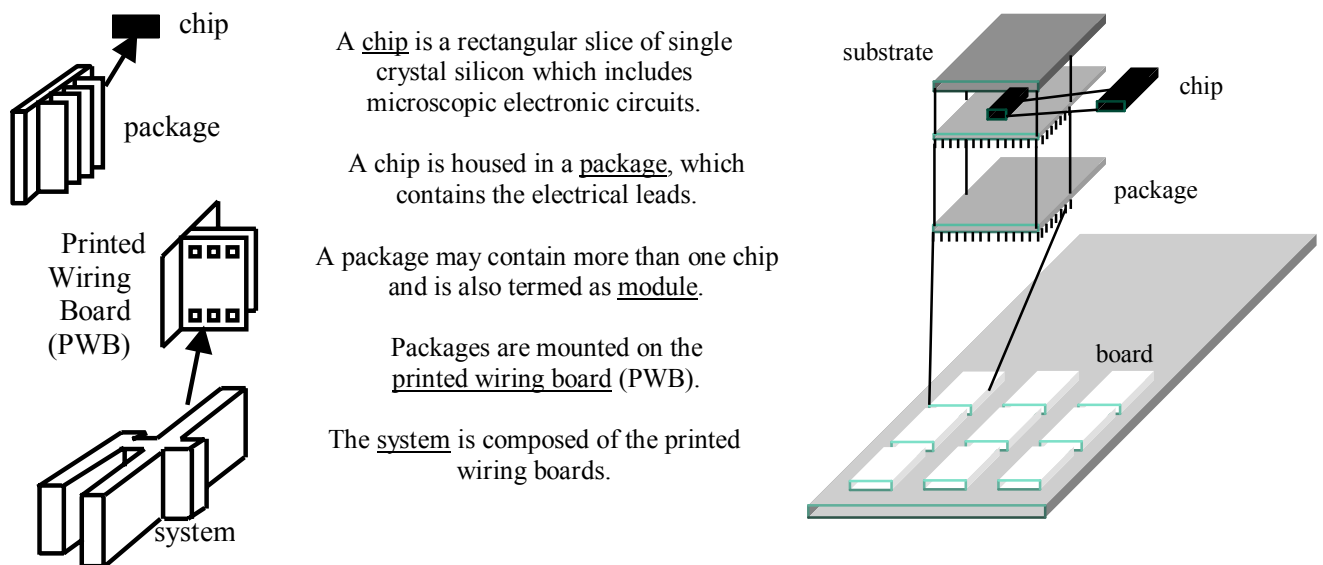 chip
package
Printed
Wiring
Board
(PWB)
system
A chip is a rectangular slice of single
crystal silicon which includes
microscopic electronic circuits.
A chip is housed in a package, which
contains the electrical leads.
A package may contain more than one chip
and is also termed as module.
Packages are mounted on the
printed wiring board (PWB).
The system is composed of the printed
wiring boards.
substrate
chip
package
board